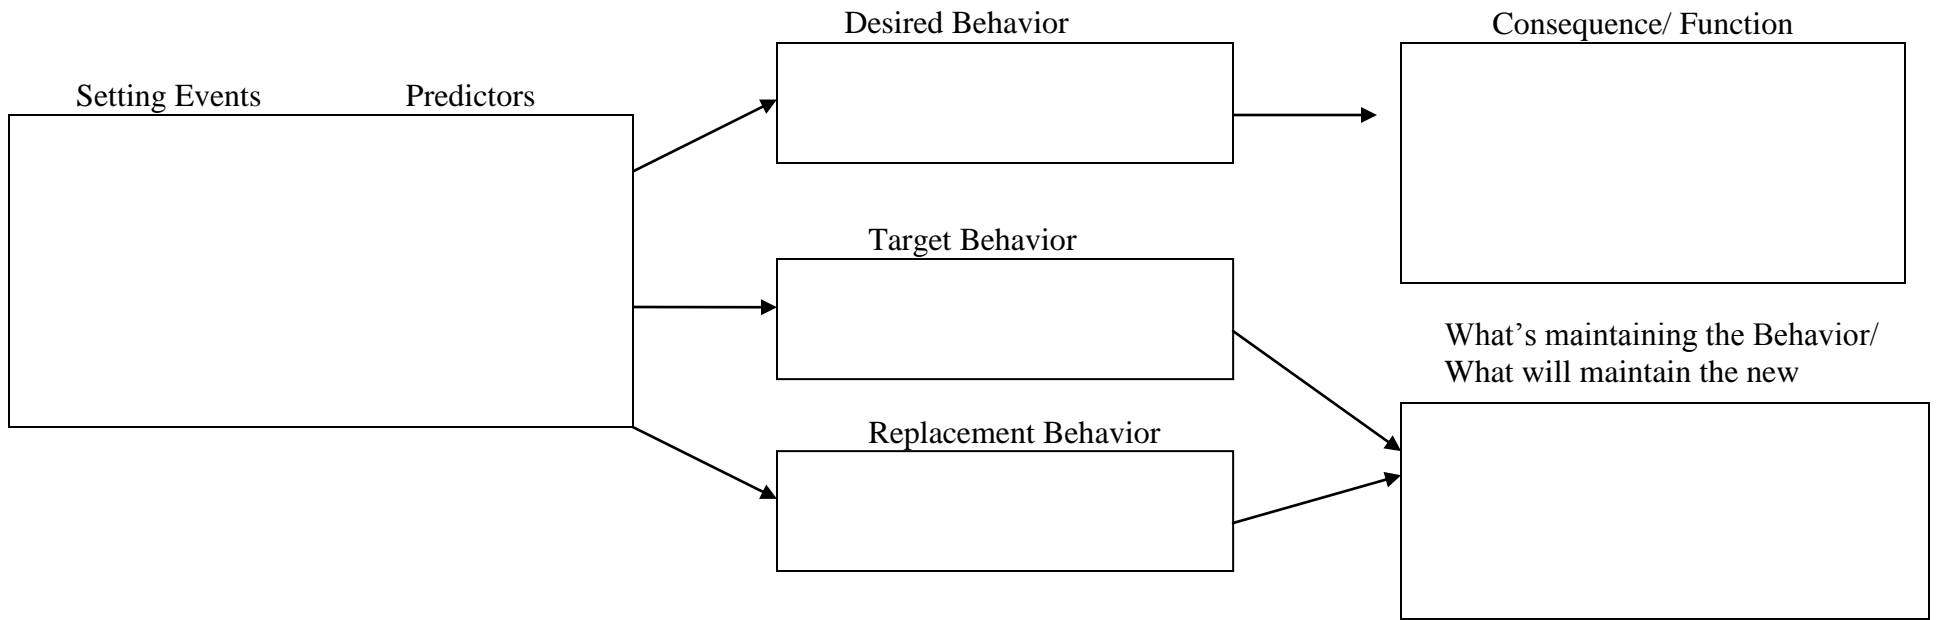 Desired Behavior
Consequence/ Function
Setting Events
Predictors
Target Behavior
What’s maintaining the Behavior/
What will maintain the new
Replacement Behavior